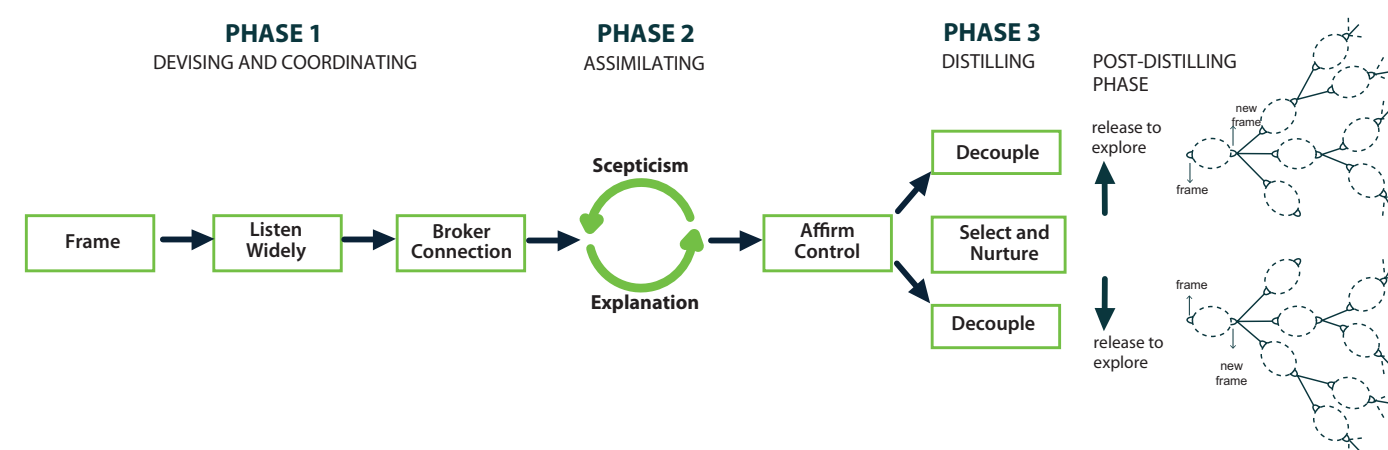 PHASE 1
DEVISING AND COORDINATING
PHASE 2
ASSIMILATING
PHASE 3
DISTILLING
POST-DISTILLING
PHASE
Frame
Listen
Widely
Broker
Connection
Scepticism
Explanation
Affirm
Control
Decouple
Select and
Nurture
Decouple
release to
explore
release to
explore
new
frame
frame
frame
new
frame